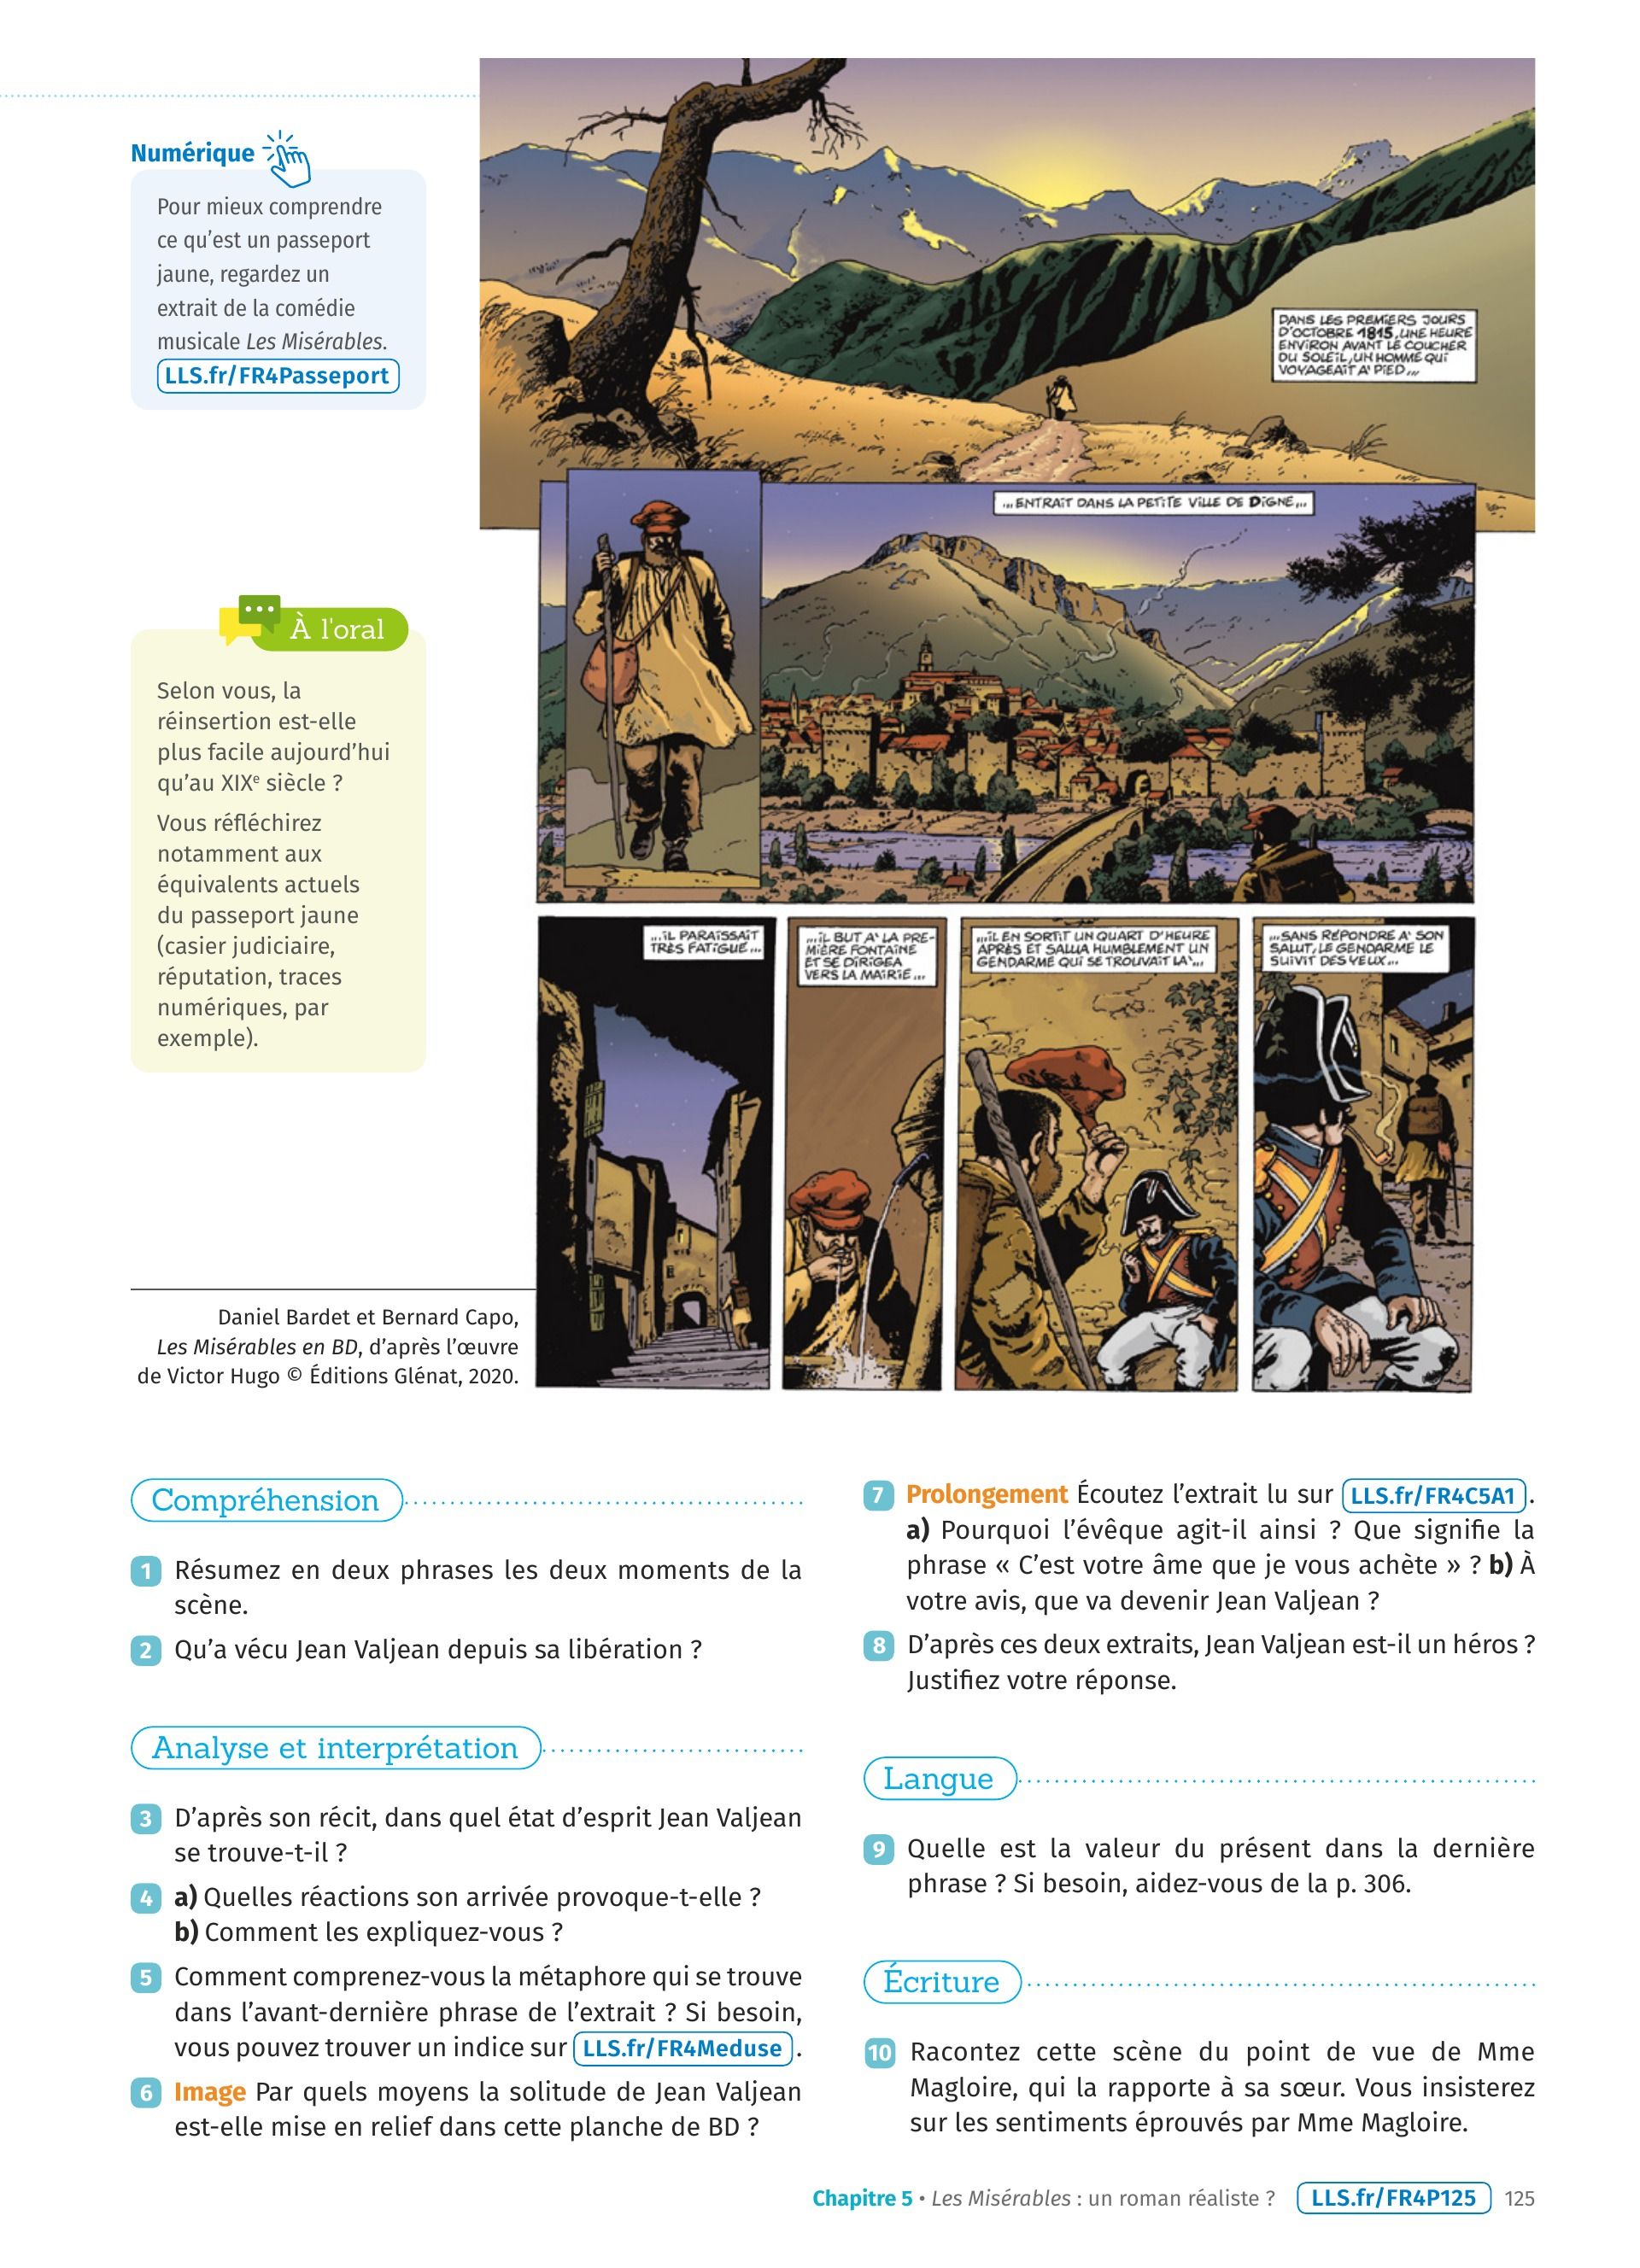 Numérique
Pour mieux comprendre
ce qu'est un passeport
jaune, regardez un
extrait de la comédie
musicale Les Misérables.
LLS.fr/FR4Passeport
DANS LES PREMIERS JOURS
D'OCTOBRE 1815, UNE HEURE
ENVIRON AVANT LE COUCHER
DU SOLEIL, UN HOMME QUI
VOYAGEAIT À PIED...
...ENTRAIT DANS LA PETITE VILLE DE DIGNE...
À l'oral
Selon vous, la
réinsertion est-elle
plus facile aujourd'hui
qu'au XIXe siècle ?
Vous réfléchirez
notamment aux
équivalents actuels
du passeport jaune
(casier judiciaire,
réputation, traces
numériques, par
exemple).
...IL PARAISSAIT
TRÈS FATIGUÉ...
...IL BUT À LA PRE-
MIÈRE FONTAINE
ET SE DIRIGEA
VERS LA MAIRIE...
...IL EN SORTIT UN QUART D'HEURE
APRÈS ET SALUA HUMBLEMENT UN
GENDARME QUI SE TROUVAIT LÀ...
...SANS RÉPONDRE À SON
SALUT, LE GENDARME LE
SUIVIT DES YEUX...
Daniel Bardet et Bernard Capo,
Les Misérables en BD, d'après l'œuvre
de Victor Hugo © Éditions Glénat, 2020.
Compréhension
1 Résumez en deux phrases les deux moments de la
scène.
2 Qu'a vécu Jean Valjean depuis sa libération ?
Analyse et interprétation
3 D'après son récit, dans quel état d'esprit Jean Valjean
se trouve-t-il ?
4 a) Quelles réactions son arrivée provoque-t-elle ?
b) Comment les expliquez-vous ?
5 Comment comprenez-vous la métaphore qui se trouve
dans l'avant-dernière phrase de l'extrait ? Si besoin,
vous pouvez trouver un indice sur LLS.fr/FR4Meduse .
6 Image Par quels moyens la solitude de Jean Valjean
est-elle mise en relief dans cette planche de BD ?
7 Prolongement Écoutez l'extrait lu sur LLS.fr/FR4C5A1 .
a) Pourquoi l'évêque agit-il ainsi ? Que signifie la
phrase « C'est votre âme que je vous achète » ? b) À
votre avis, que va devenir Jean Valjean ?
8 D'après ces deux extraits, Jean Valjean est-il un héros ?
Justifiez votre réponse.
Langue
9 Quelle est la valeur du présent dans la dernière
phrase ? Si besoin, aidez-vous de la p. 306.
Écriture
10 Racontez cette scène du point de vue de Mme
Magloire, qui la rapporte à sa sœur. Vous insisterez
sur les sentiments éprouvés par Mme Magloire.
Chapitre 5 • Les Misérables : un roman réaliste ? LLS.fr/FR4P125 125